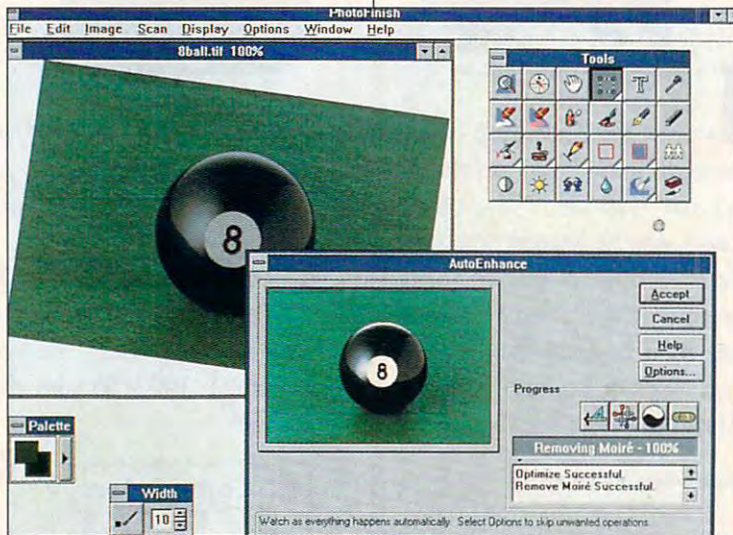 PhotoFinish
File Edit Image Scan Display Options Window Help
8ball.tif 100%
8
Tools
T
AutoEnhance
8
Accept
Cancel
Help
Options...
Progress
Removing Moiré - 100%
Optimize Successful.
Remove Moiré Successful.
Palette
Width
10
Watch as everything happens automatically. Select Options to skip unwanted operations.